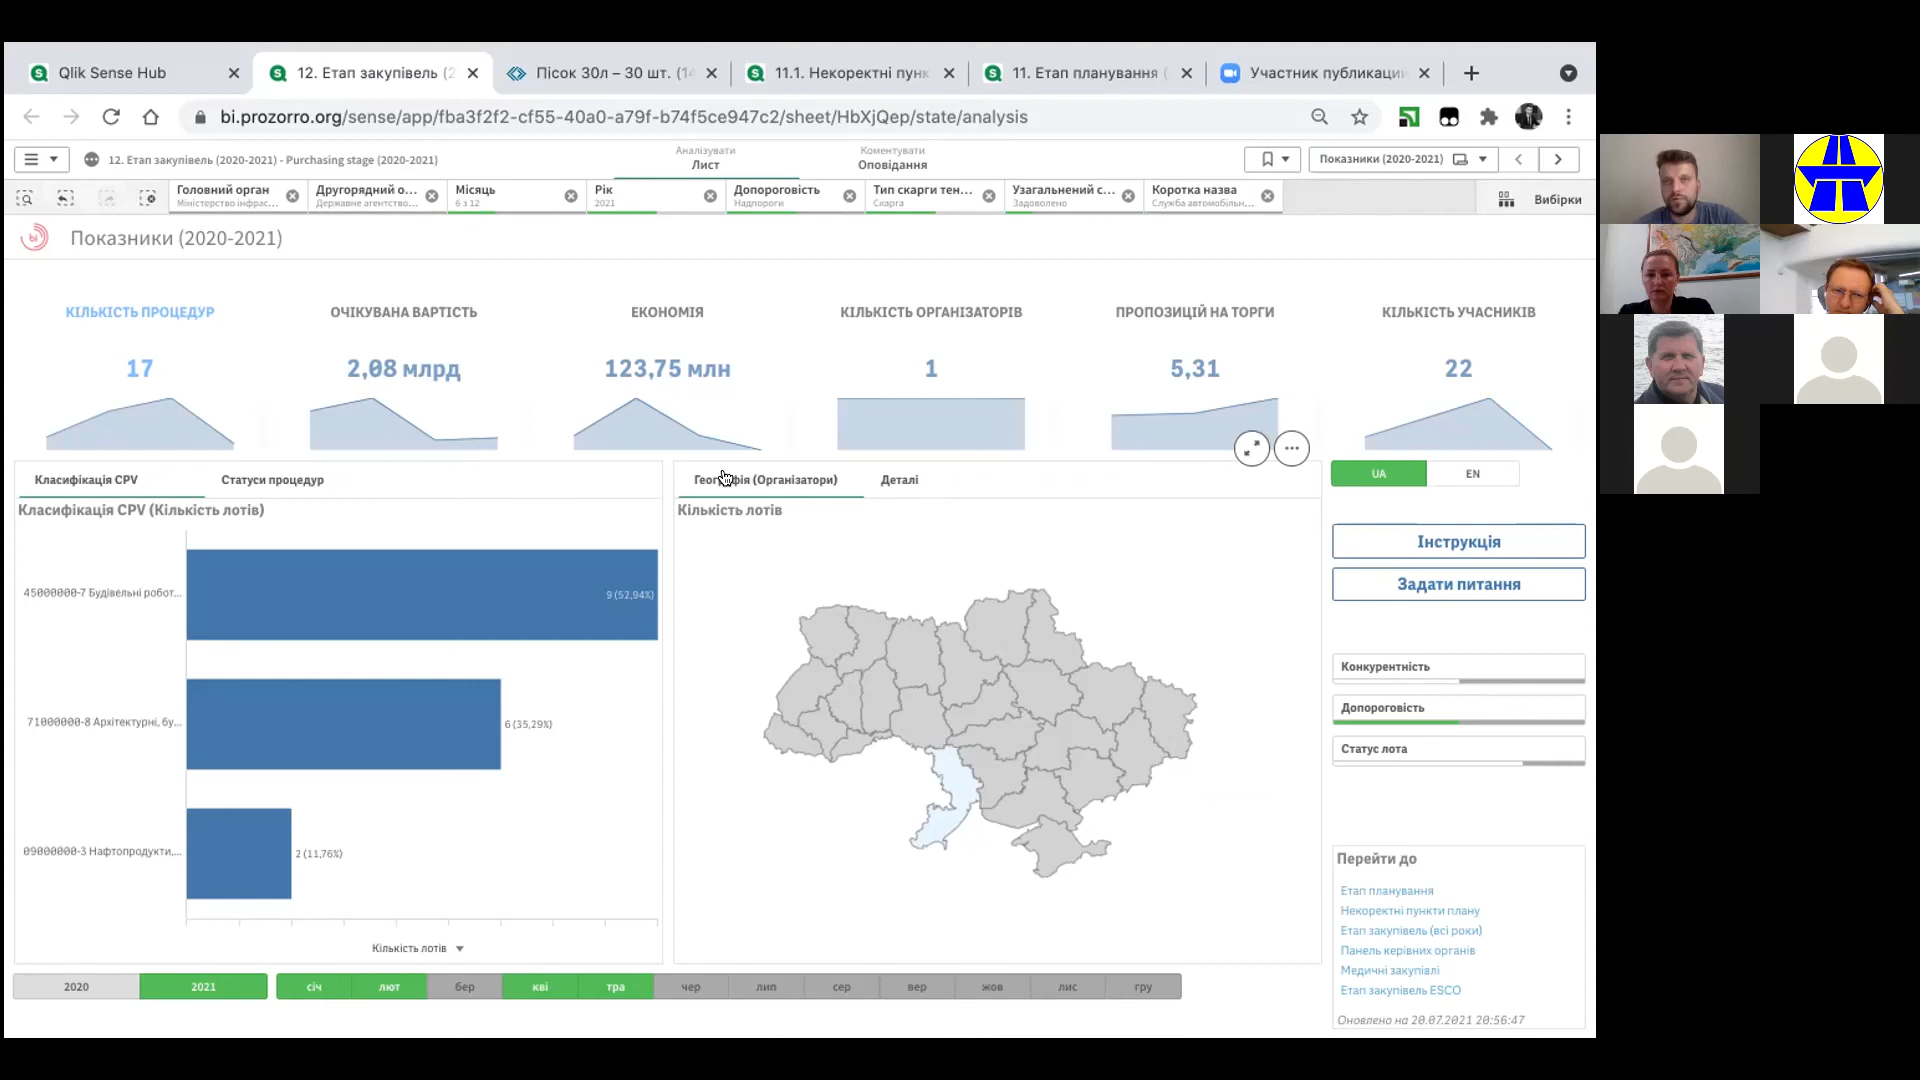 Qlik Sense Hub
12. Етап закупівель (2
Пісок 30л – 30 шт. (14
11.1. Некоректні пунк
11. Етап планування (
Участник публикации
bi.prozorro.org/sense/app/fba3f2f2-cf55-40a0-a79f-b74f5ce947c2/sheet/HbXjQep/state/analysis
12. Етап закупівель (2020-2021) - Purchasing stage (2020-2021)
Аналізувати
Лист
Коментувати
Оповідання
Показники (2020-2021)
Головний орган
Міністерство інфрас...
Другорядний о...
Державне агентство...
Місяць
6 з 12
Рік
2021
Допороговість
Надпороги
Тип скарги тен...
Скарга
Узагальнений с...
Задоволено
Коротка назва
Служба автомобільн...
Вибірки
Показники (2020-2021)
КІЛЬКІСТЬ ПРОЦЕДУР
17
ОЧІКУВАНА ВАРТІСТЬ
2,08 млрд
ЕКОНОМІЯ
123,75 млн
КІЛЬКІСТЬ ОРГАНІЗАТОРІВ
1
ПРОПОЗИЦІЙ НА ТОРГИ
5,31
КІЛЬКІСТЬ УЧАСНИКІВ
22
Класифікація CPV
Статуси процедур
Класифікація CPV (Кількість лотів)
45000000-7 Будівельні робот...
9 (52,94%)
71000000-8 Архітектурні, бу...
6 (35,29%)
09000000-3 Нафтопродукти,...
2 (11,76%)
Кількість лотів
Географія (Організатори)
Деталі
Кількість лотів
UA
EN
Інструкція
Задати питання
Конкурентність
Допороговість
Статус лота
Перейти до
Етап планування
Некоректні пункти плану
Етап закупівель (всі роки)
Панель керівних органів
Медичні закупівлі
Етап закупівель ESCO
Оновлено на 20.07.2021 20:56:47
2020
2021
січ
лют
бер
кві
тра
чер
лип
сер
вер
жов
лис
гру